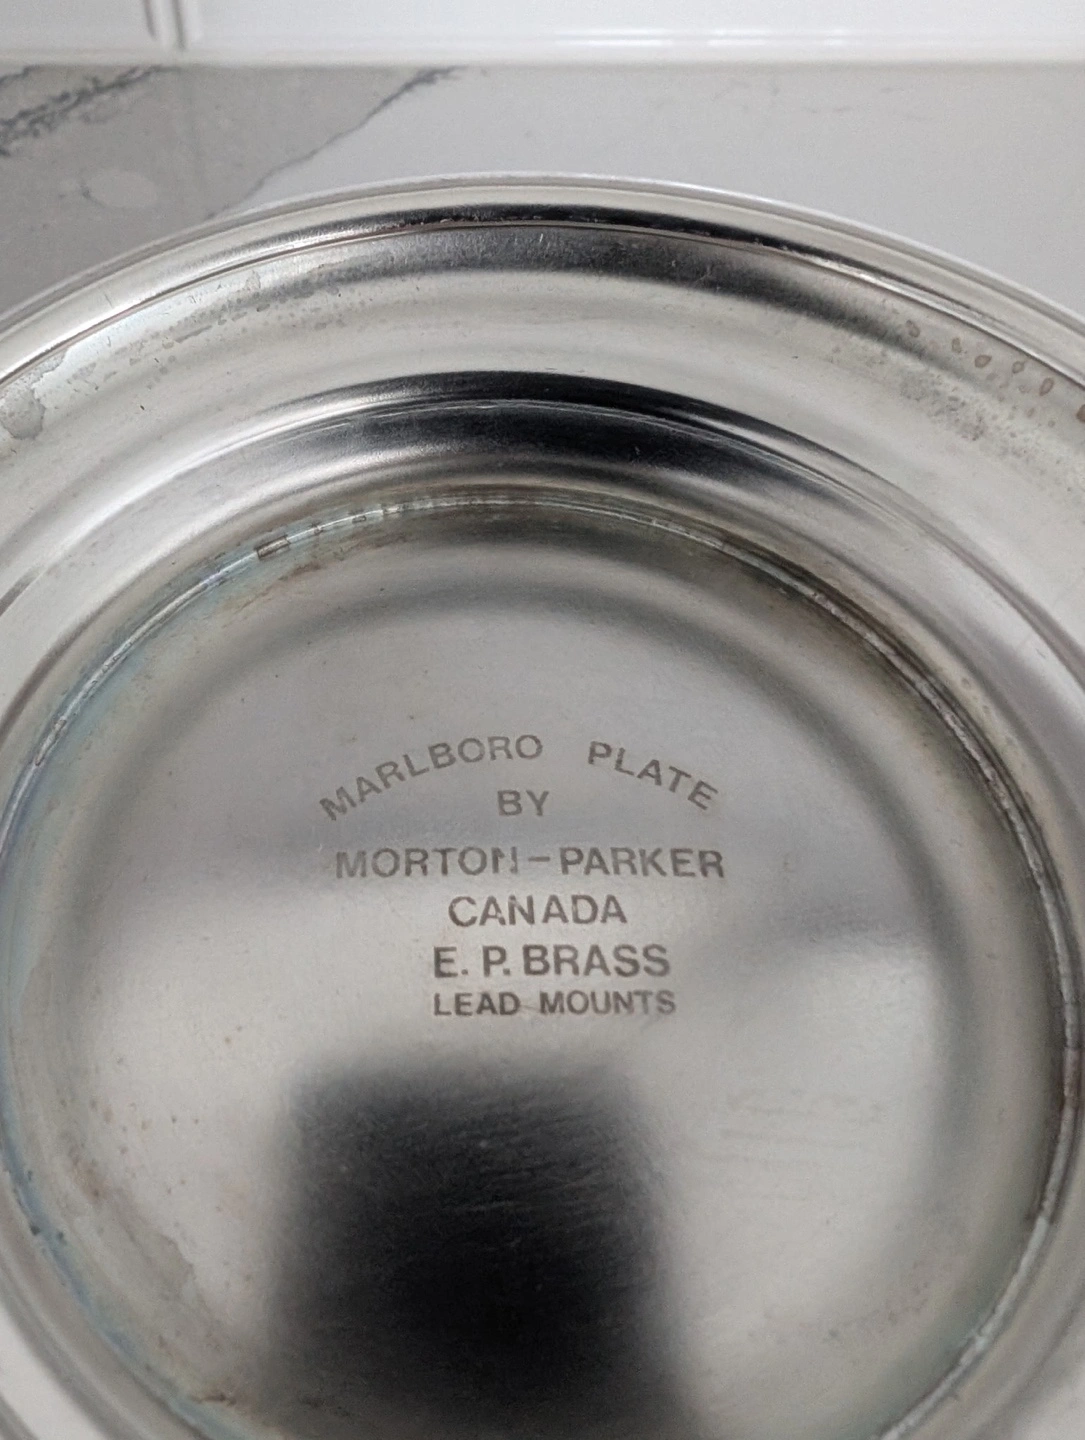 MARLBORO PLATE
BY
MORTON-PARKER
CANADA
E. P. BRASS
LEAD MOUNTS